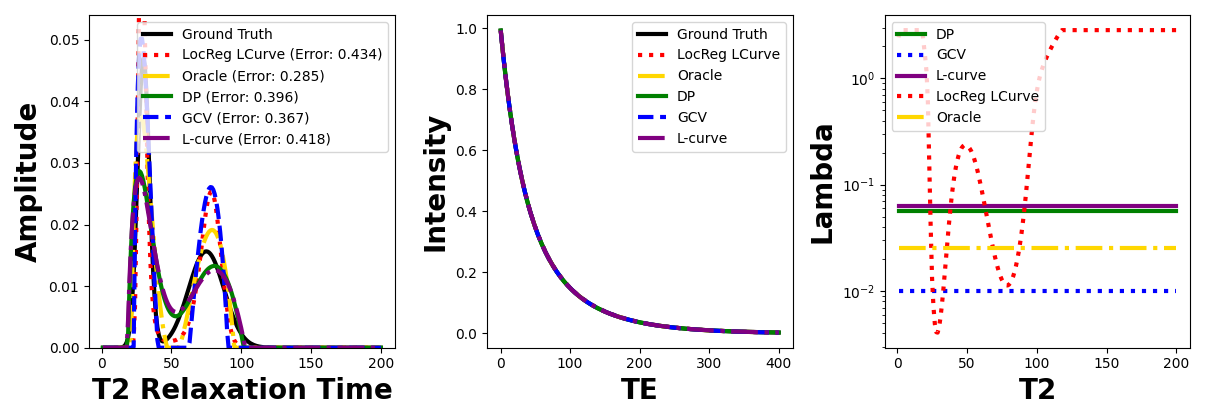 Amplitude
0.05
0.04
0.03
0.02
0.01
0.00
Ground Truth
LocReg LCurve (Error: 0.434)
Oracle (Error: 0.285)
DP (Error: 0.396)
GCV (Error: 0.367)
L-curve (Error: 0.418)
0 50 100 150 200
T2 Relaxation Time
Intensity
1.0
0.8
0.6
0.4
0.2
0.0
Ground Truth
LocReg LCurve
Oracle
DP
GCV
L-curve
0 100 200 300 400
TE
Lambda
10⁰
10⁻¹
10⁻²
DP
GCV
L-curve
LocReg LCurve
Oracle
0 50 100 150 200
T2